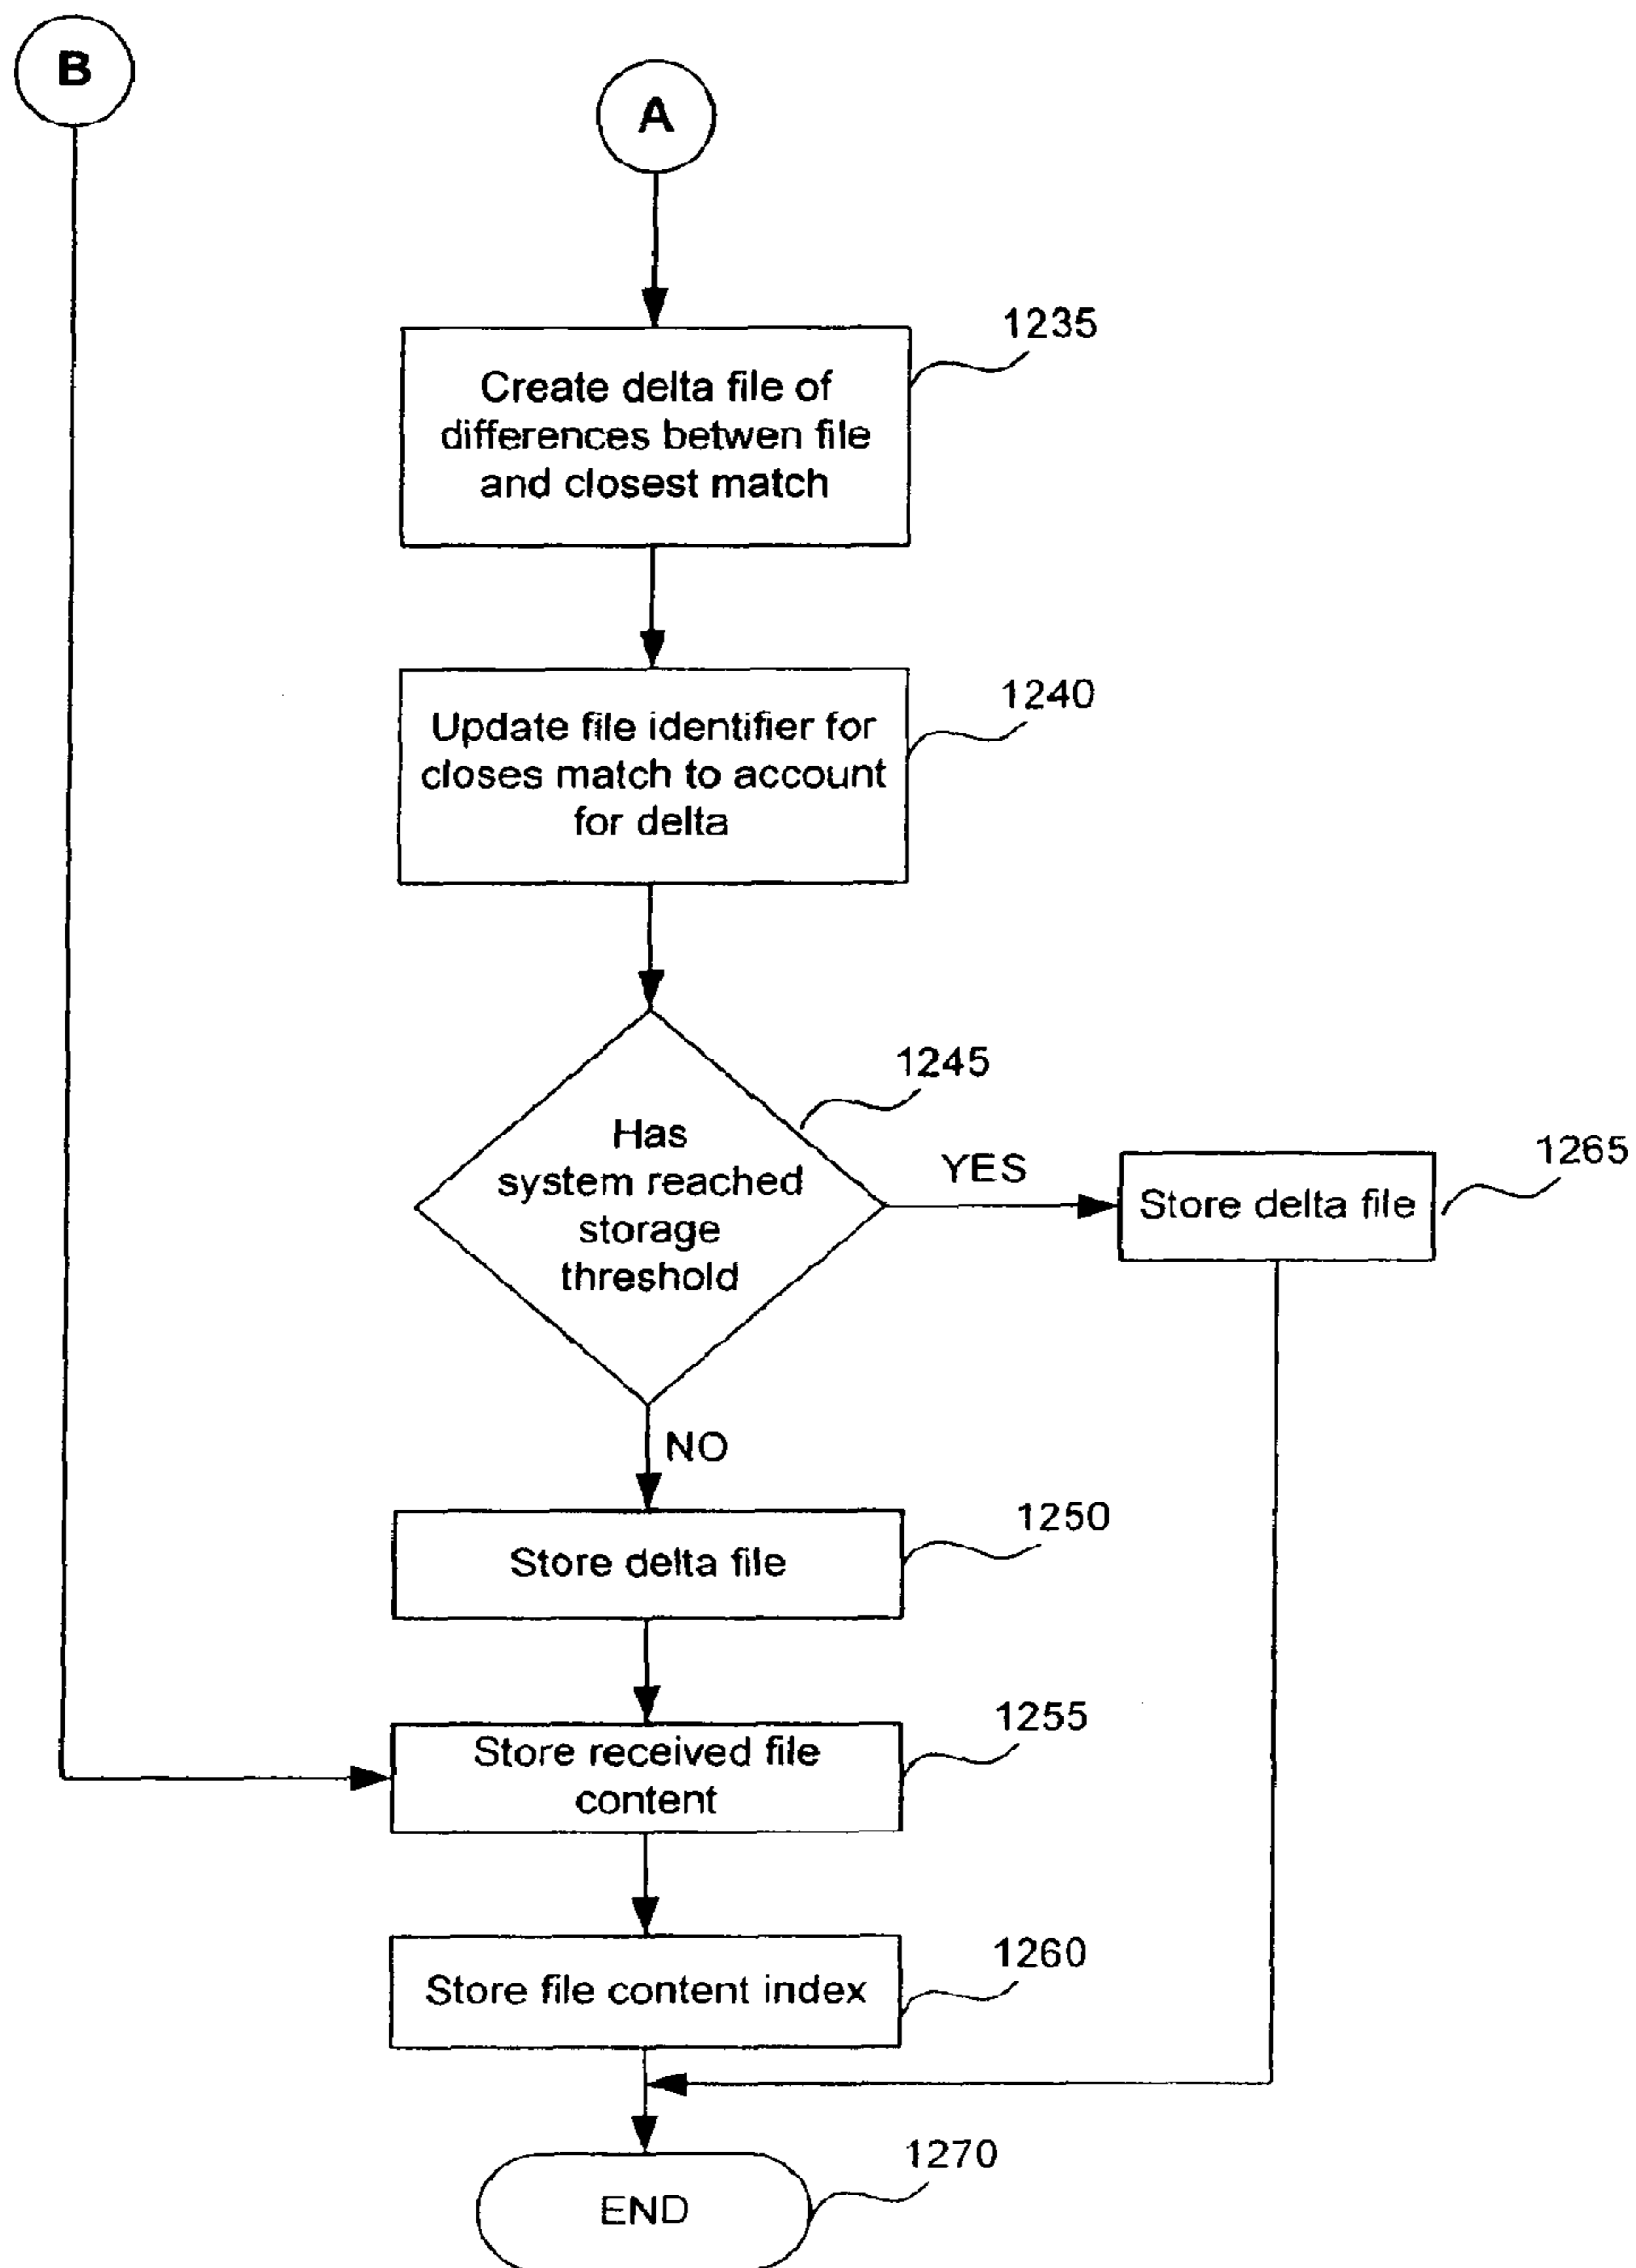 B
A
1235
Create delta file of
differences betwen file
and closest match
1240
Update file identifier for
closes match to account
for delta
1245
Has
system reached
storage
threshold
YES
1265
Store delta file
NO
1250
Store delta file
1255
Store received file
content
1260
Store file content index
1270
END